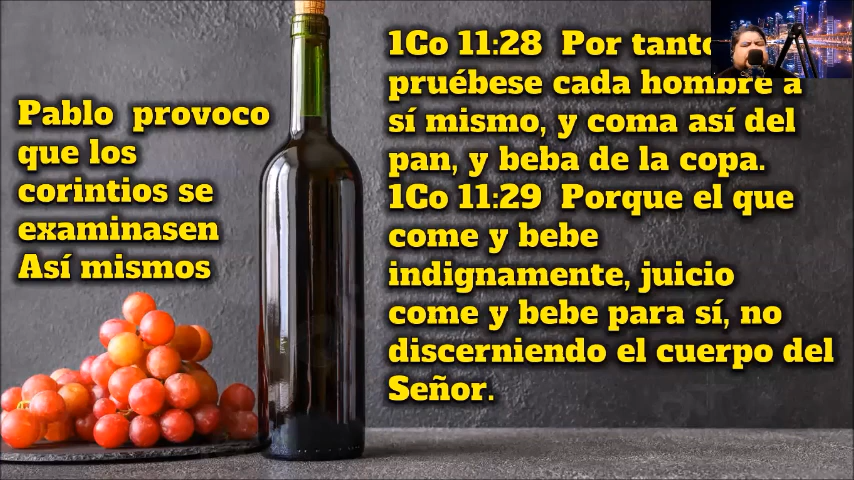 Pablo provoco
que los
corintios se
examinasen
Así mismos
1Co 11:28 Por tanto
pruébese cada hombre a
sí mismo, y coma así del
pan, y beba de la copa.
1Co 11:29 Porque el que
come y bebe
indignamente, juicio
come y bebe para sí, no
discerniendo el cuerpo del
Señor.